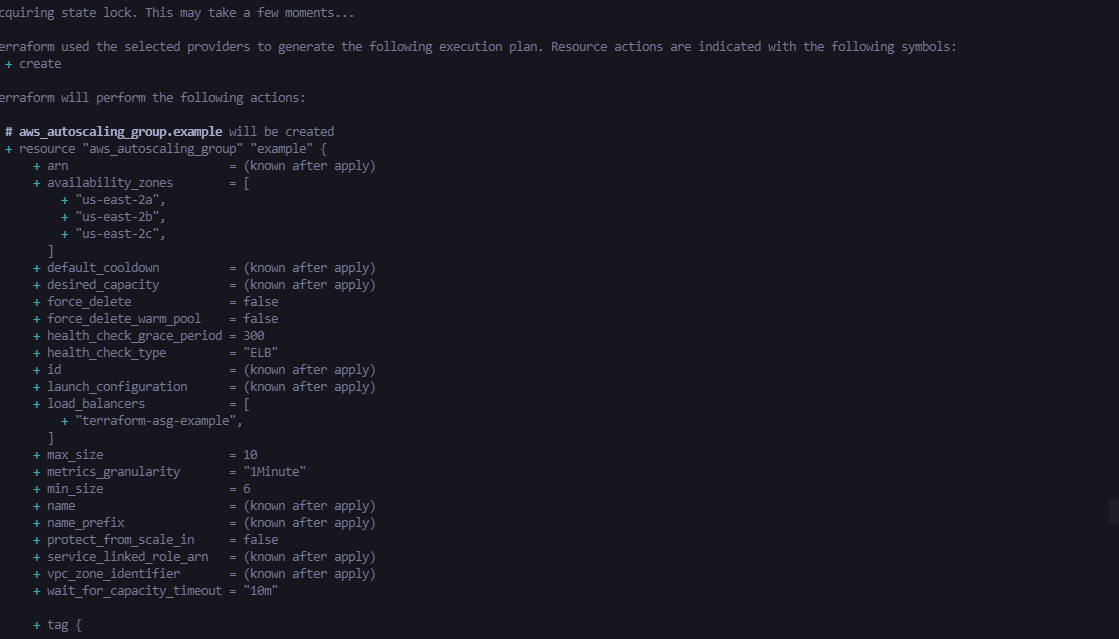 cquiring state lock. This may take a few moments...
erraform used the selected providers to generate the following execution plan. Resource actions are indicated with the following symbols:
+ create
erraform will perform the following actions:
# aws_autoscaling_group.example will be created
+ resource "aws_autoscaling_group" "example" {
+ arn = (known after apply)
+ availability_zones = [
+ "us-east-2a",
+ "us-east-2b",
+ "us-east-2c",
]
+ default_cooldown = (known after apply)
+ desired_capacity = (known after apply)
+ force_delete = false
+ force_delete_warm_pool = false
+ health_check_grace_period = 300
+ health_check_type = "ELB"
+ id = (known after apply)
+ launch_configuration = (known after apply)
+ load_balancers = [
+ "terraform-asg-example",
]
+ max_size = 10
+ metrics_granularity = "1Minute"
+ min_size = 6
+ name = (known after apply)
+ name_prefix = (known after apply)
+ protect_from_scale_in = false
+ service_linked_role_arn = (known after apply)
+ vpc_zone_identifier = (known after apply)
+ wait_for_capacity_timeout = "10m"
+ tag {